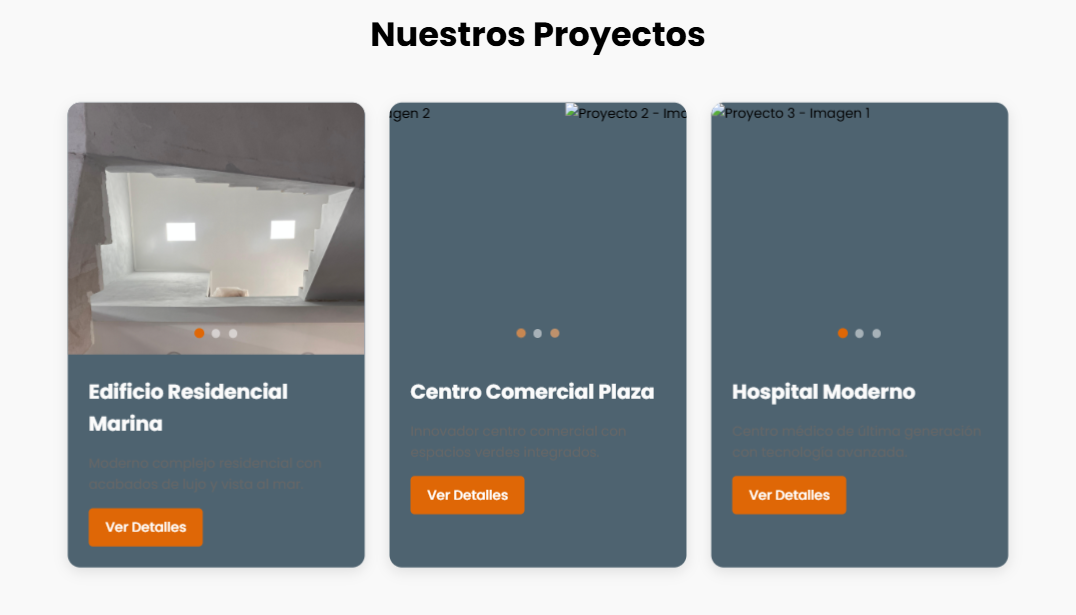 Nuestros Proyectos
gen 2
Proyecto 2 - Ima
Proyecto 3 - Imagen 1
Edificio Residencial
Marina
Moderno complejo residencial con
acabados de lujo y vista al mar.
Ver Detalles
Centro Comercial Plaza
Innovador centro comercial con
espacios verdes integrados.
Ver Detalles
Hospital Moderno
Centro médico de última generación
con tecnología avanzada.
Ver Detalles